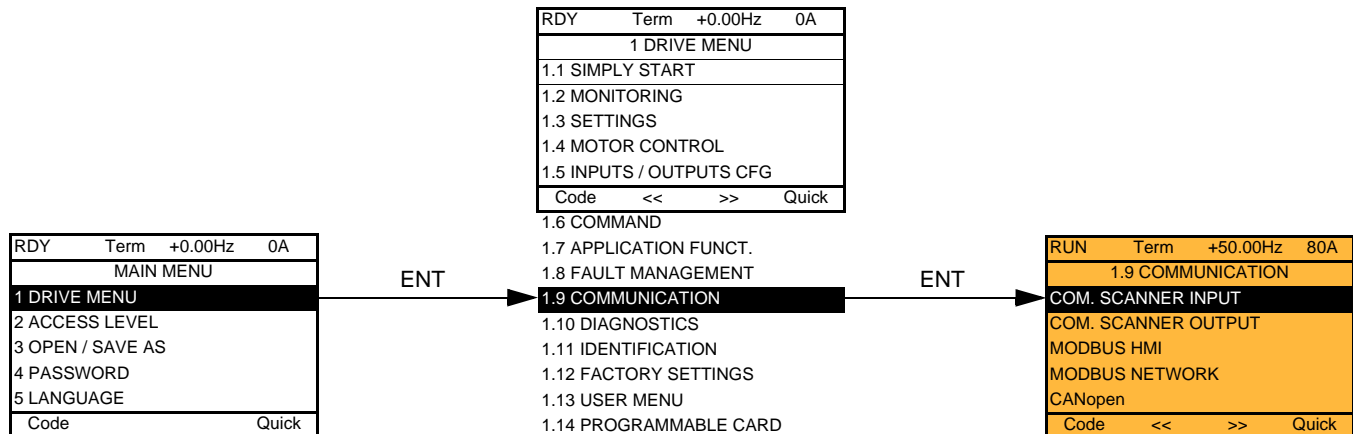 RDY Term +0.00Hz 0A
MAIN MENU
1 DRIVE MENU
2 ACCESS LEVEL
3 OPEN / SAVE AS
4 PASSWORD
5 LANGUAGE
Code Quick
ENT
RDY Term +0.00Hz 0A
1 DRIVE MENU
1.1 SIMPLY START
1.2 MONITORING
1.3 SETTINGS
1.4 MOTOR CONTROL
1.5 INPUTS / OUTPUTS CFG
Code << >> Quick
1.6 COMMAND
1.7 APPLICATION FUNCT.
1.8 FAULT MANAGEMENT
1.9 COMMUNICATION
1.10 DIAGNOSTICS
1.11 IDENTIFICATION
1.12 FACTORY SETTINGS
1.13 USER MENU
1.14 PROGRAMMABLE CARD
ENT
RUN Term +50.00Hz 80A
1.9 COMMUNICATION
COM. SCANNER INPUT
COM. SCANNER OUTPUT
MODBUS HMI
MODBUS NETWORK
CANopen
Code << >> Quick